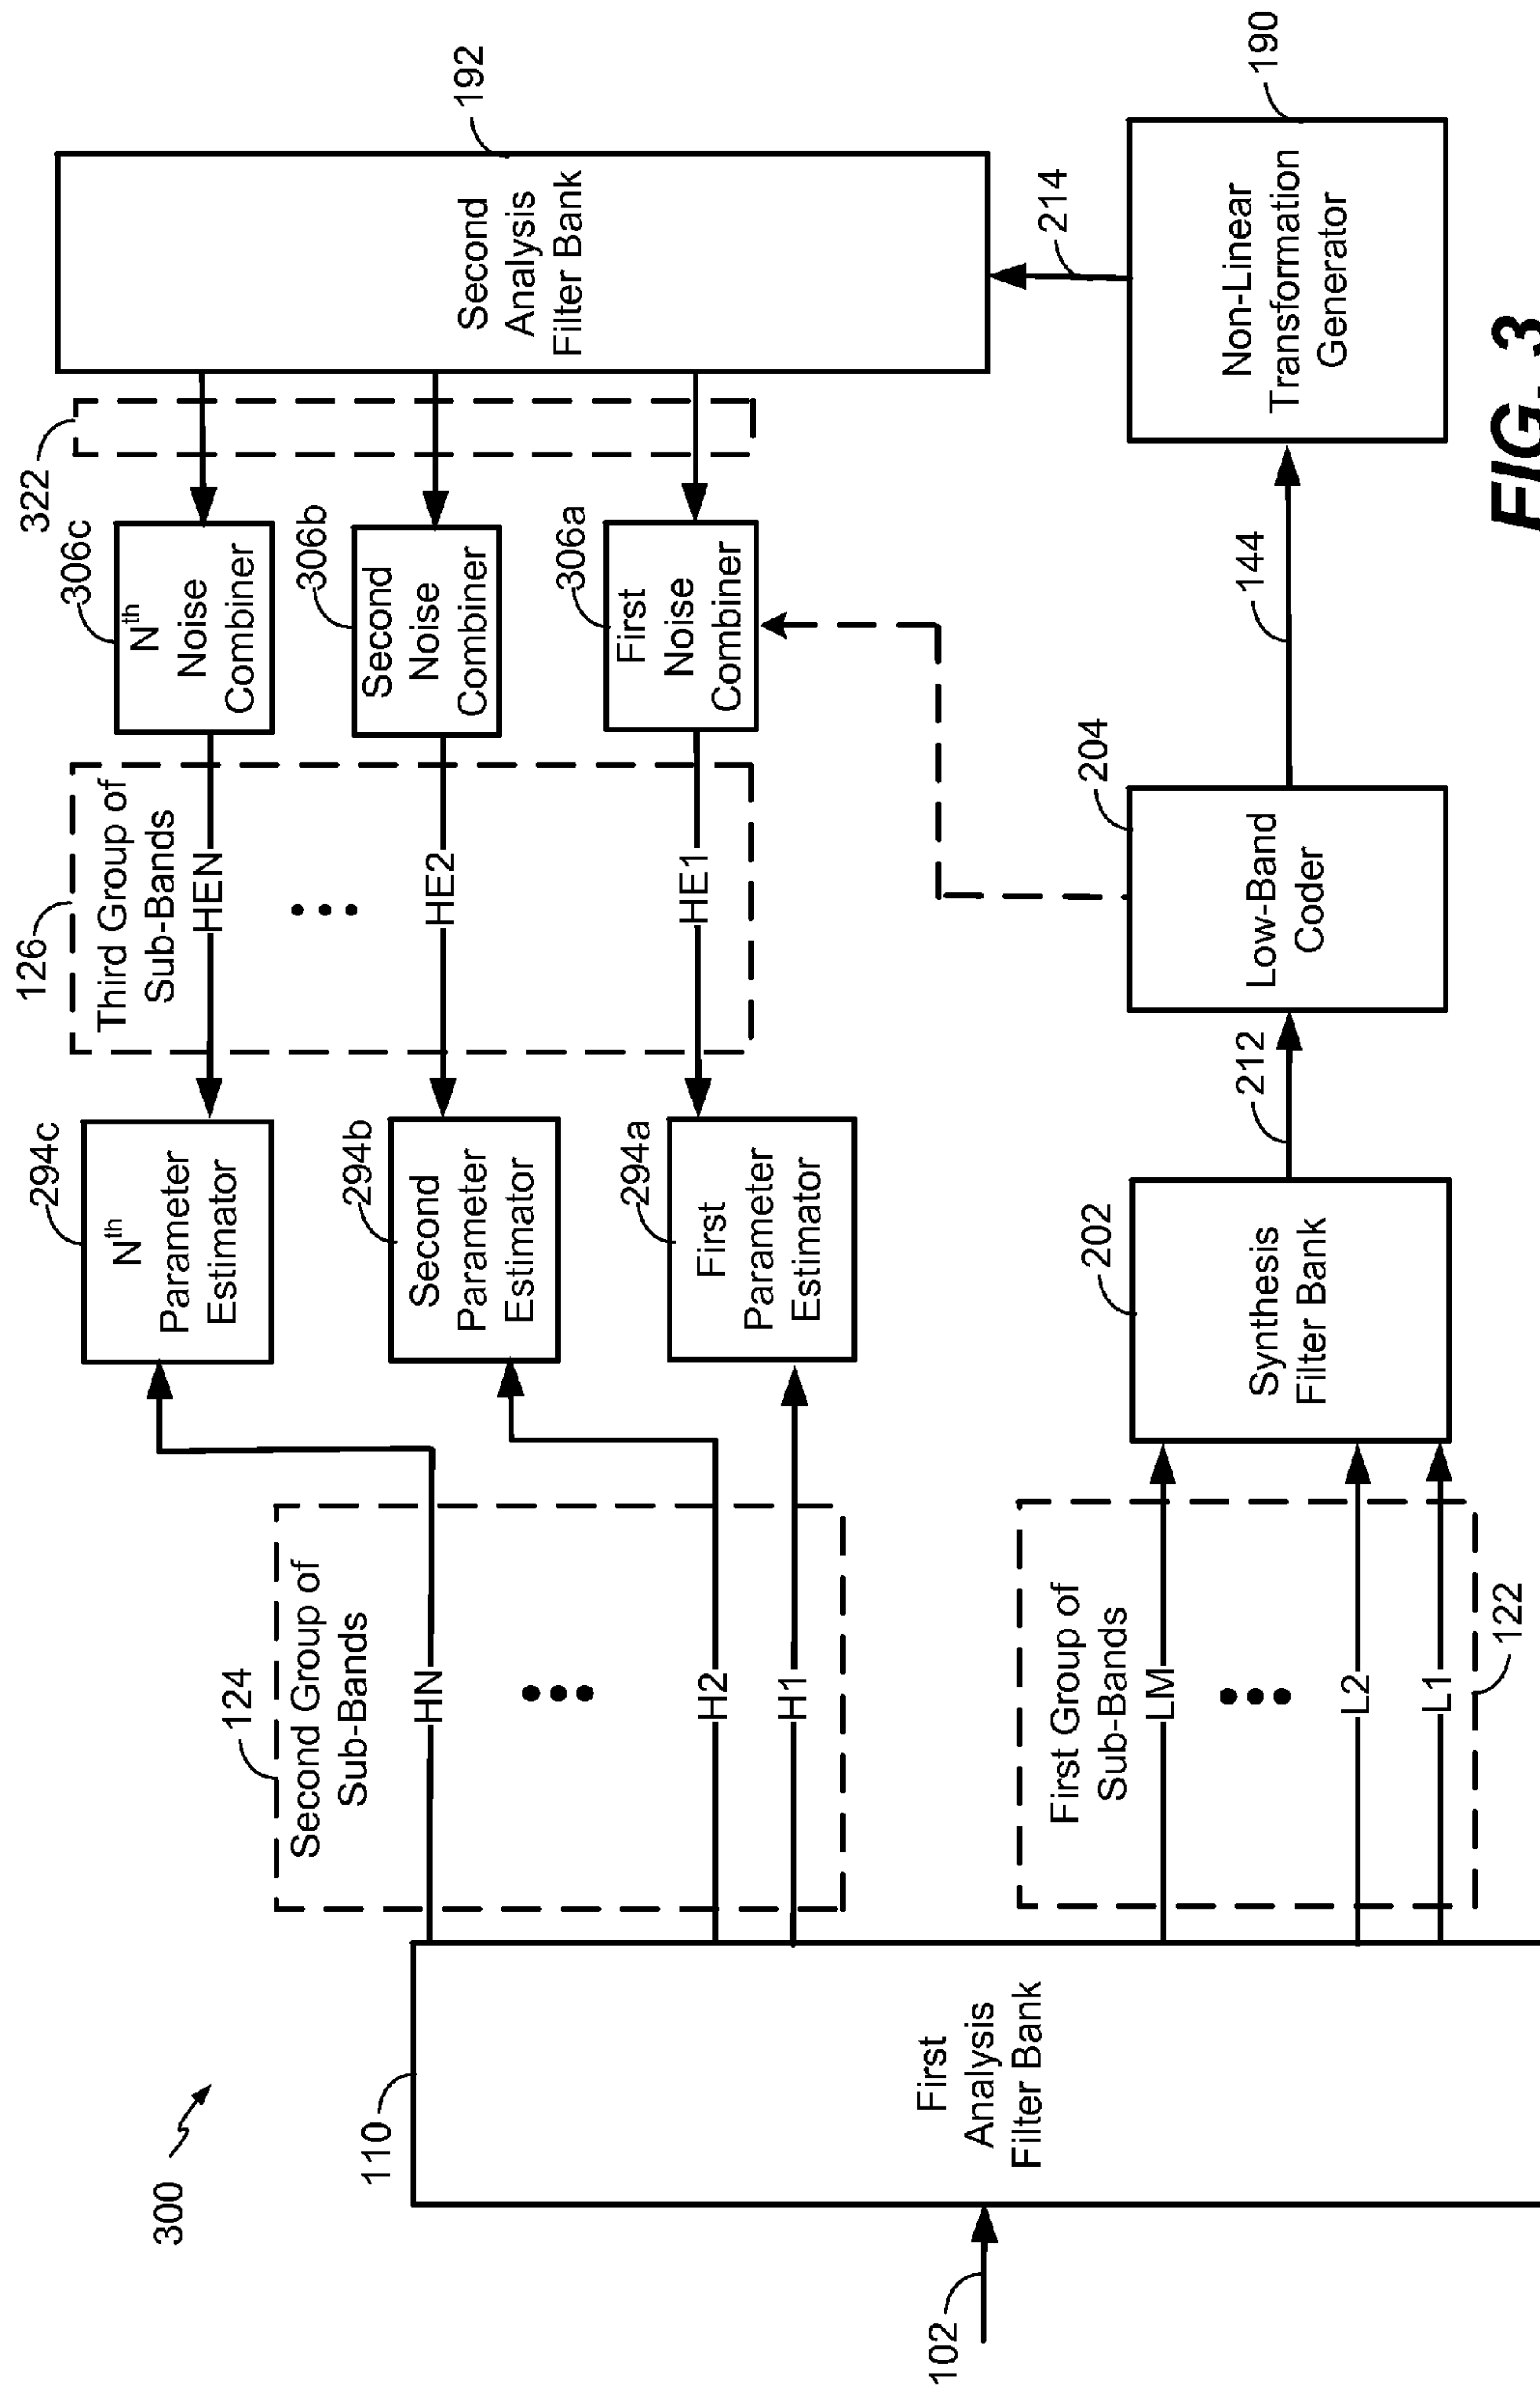 300
102
110
First
Analysis
Filter Bank
124
Second Group of
Sub-Bands
HN
H2
H1
First Group of
Sub-Bands
LM
L2
L1
122
294c
Nth
Parameter
Estimator
294b
Second
Parameter
Estimator
294a
First
Parameter
Estimator
202
Synthesis
Filter Bank
212
126
Third Group of
Sub-Bands
HEN
HE2
HE1
204
Low-Band
Coder
144
322
306c
Nth
Noise
Combiner
306b
Second
Noise
Combiner
306a
First
Noise
Combiner
192
Second
Analysis
Filter Bank
214
190
Non-Linear
Transformation
Generator
FIG. 3